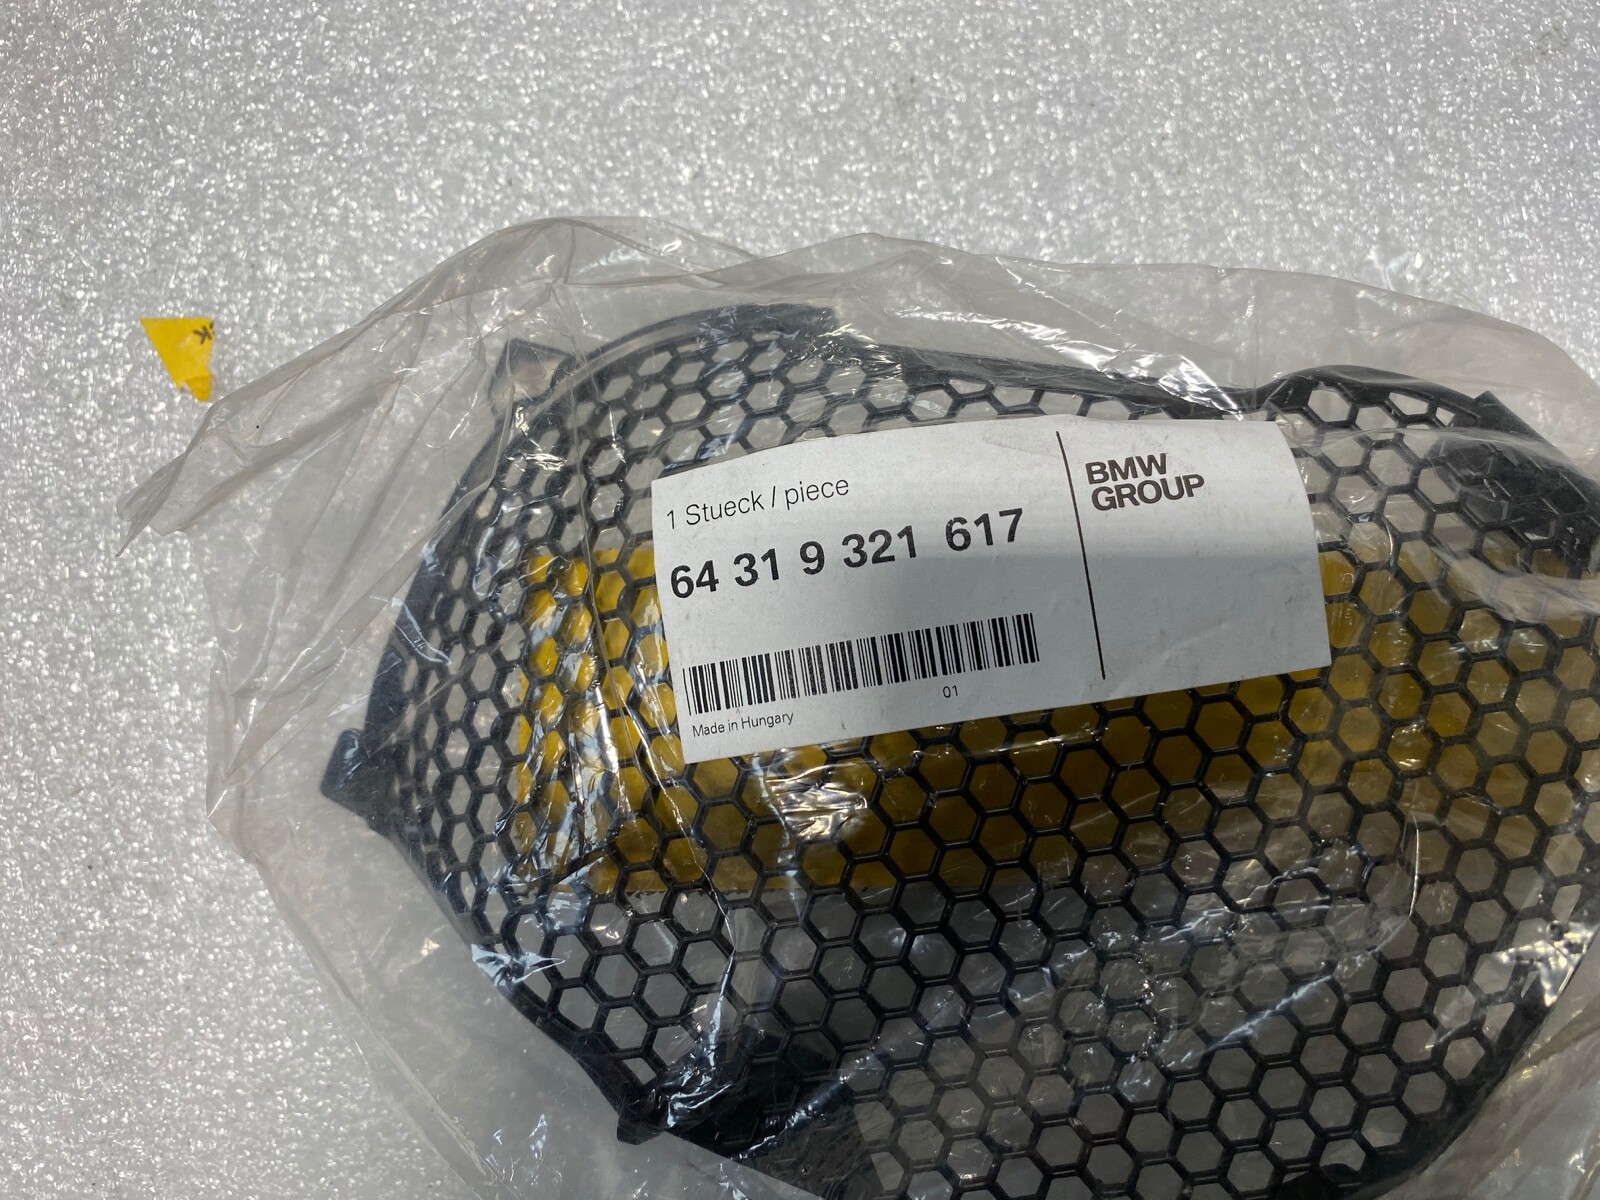 1 Stueck / piece
64 31 9 321 617
01
Made in Hungary
BMW
GROUP